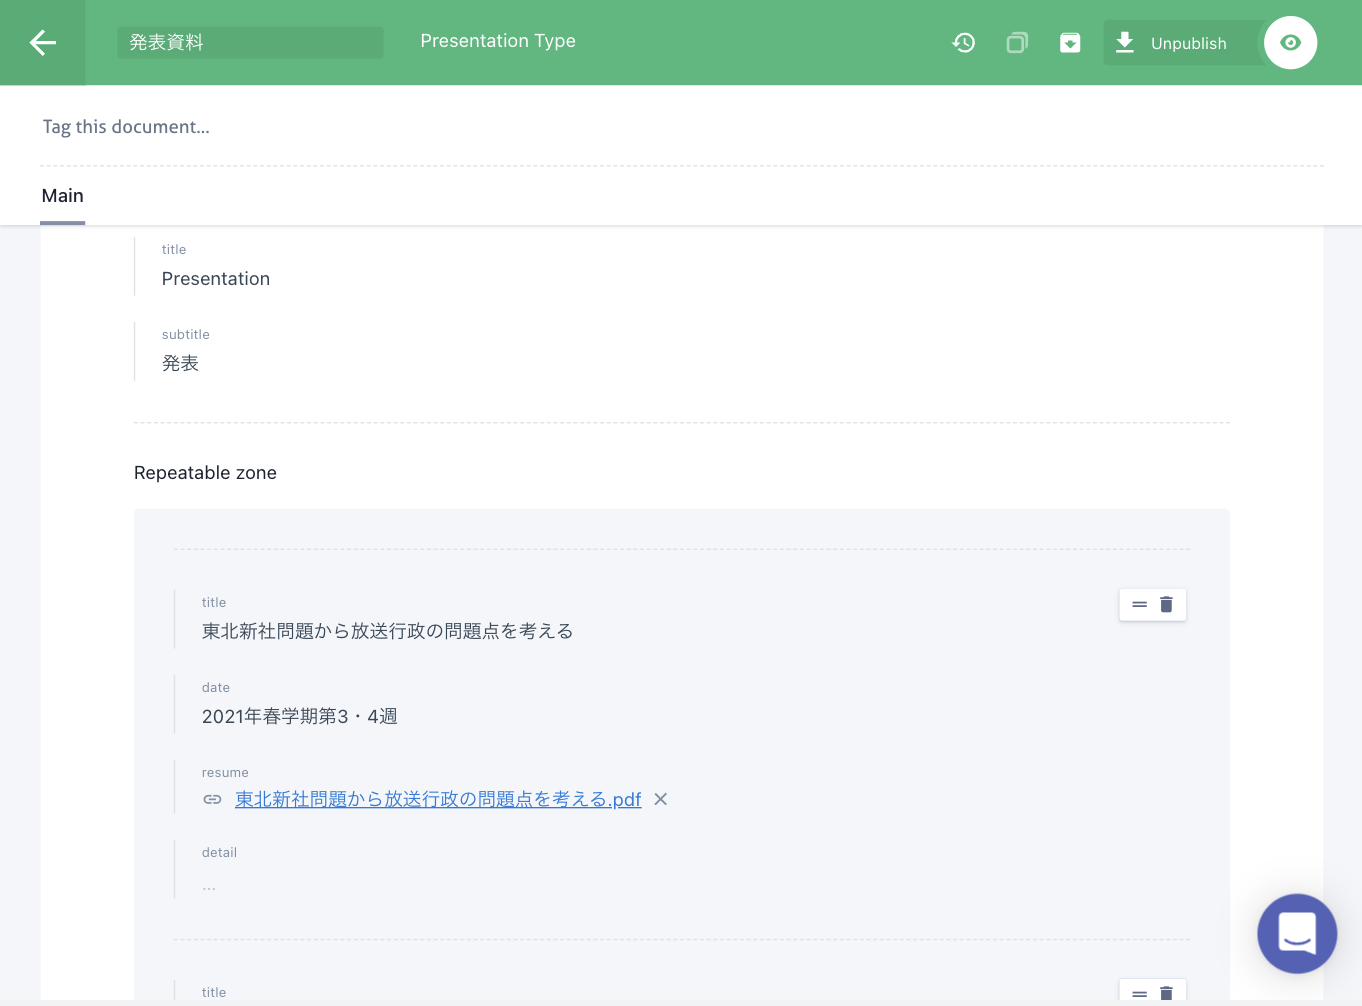 発表資料
Presentation Type
Unpublish
Tag this document...
Main
title
Presentation
subtitle
発表
Repeatable zone
title
東北新社問題から放送行政の問題点を考える
date
2021年春学期第3・4週
resume
東北新社問題から放送行政の問題点を考える.pdf
detail
...
title